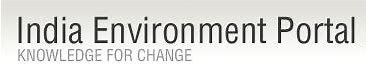 India Environment Portal
KNOWLEDGE FOR CHANGE